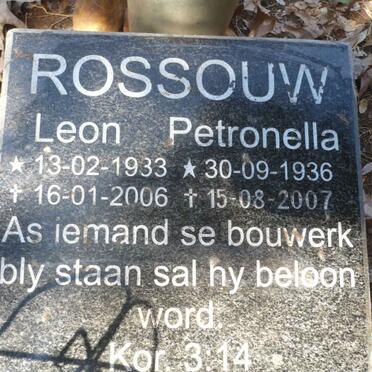 ROSSOUW
Leon Petronella
★ 13-02-1933 ★ 30-09-1936
✝ 16-01-2006 ✝ 15-08-2007
As iemand se bouwerk
bly staan sal hy beloon
word.
Kor. 3:14